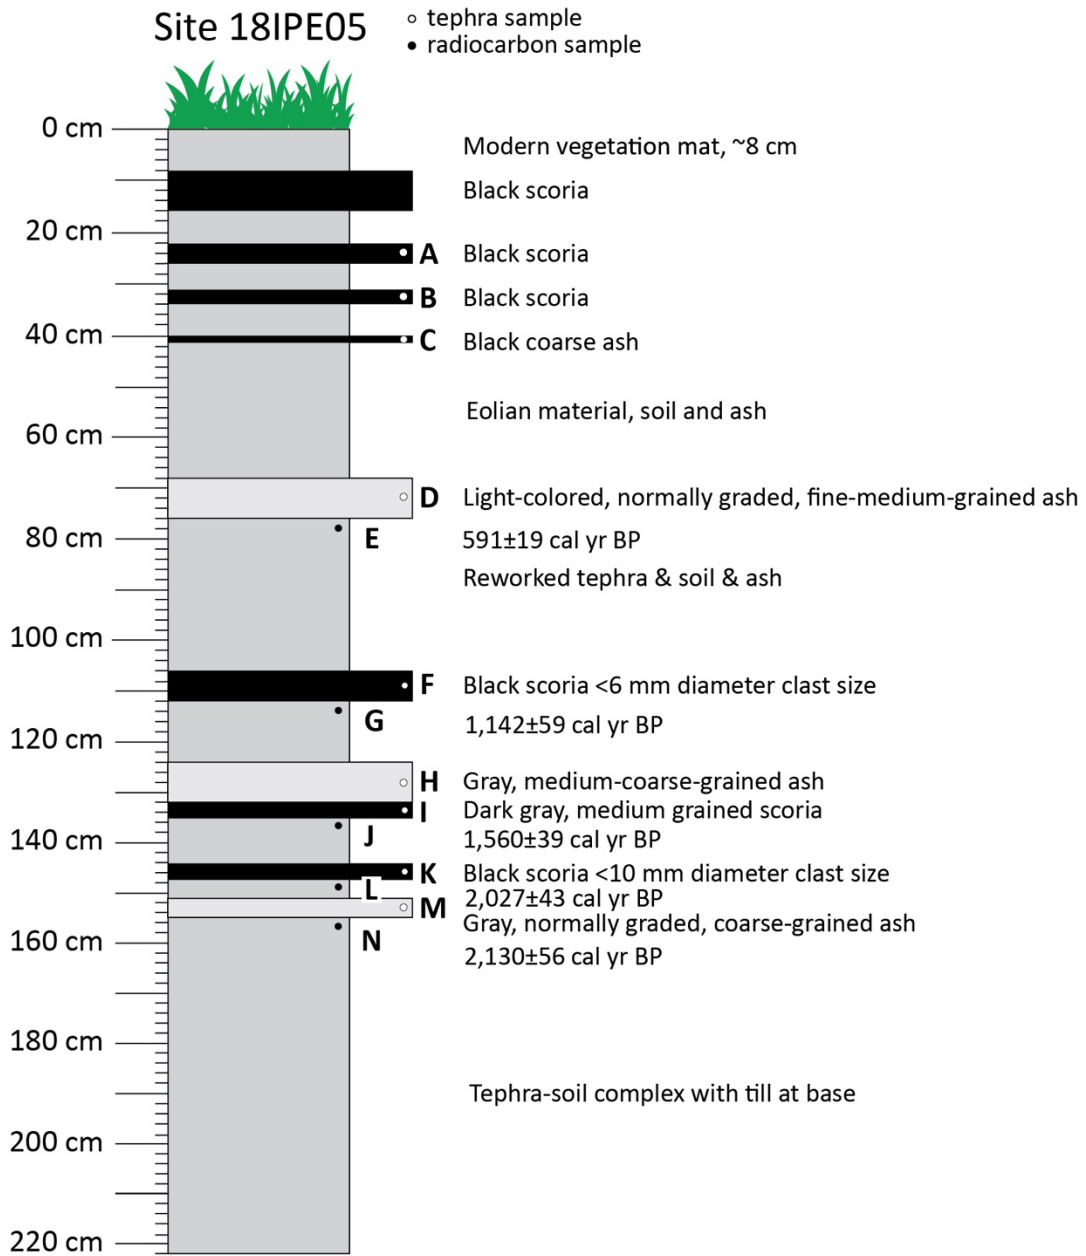 Site 18IPE05
tephra sample
radiocarbon sample
0 cm
Modern vegetation mat, ~8 cm
Black scoria
20 cm
A Black scoria
B Black scoria
40 cm
C Black coarse ash
Eolian material, soil and ash
60 cm
D Light-colored, normally graded, fine-medium-grained ash
80 cm
E 591±19 cal yr BP
Reworked tephra & soil & ash
100 cm
F Black scoria <6 mm diameter clast size
G 1,142±59 cal yr BP
120 cm
H Gray, medium-coarse-grained ash
I Dark gray, medium grained scoria
140 cm
J 1,560±39 cal yr BP
K Black scoria <10 mm diameter clast size
L 2,027±43 cal yr BP
M Gray, normally graded, coarse-grained ash
160 cm
N 2,130±56 cal yr BP
180 cm
Tephra-soil complex with till at base
200 cm
220 cm